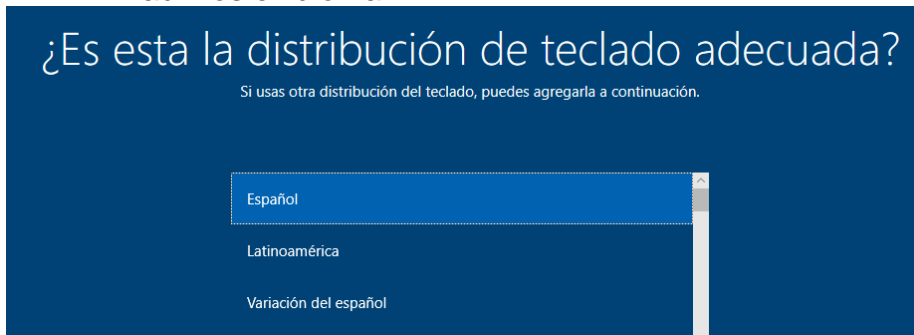 ¿Es esta la distribución de teclado adecuada?
Si usas otra distribución del teclado, puedes agregarla a continuación.
Español
Latinoamérica
Variación del español